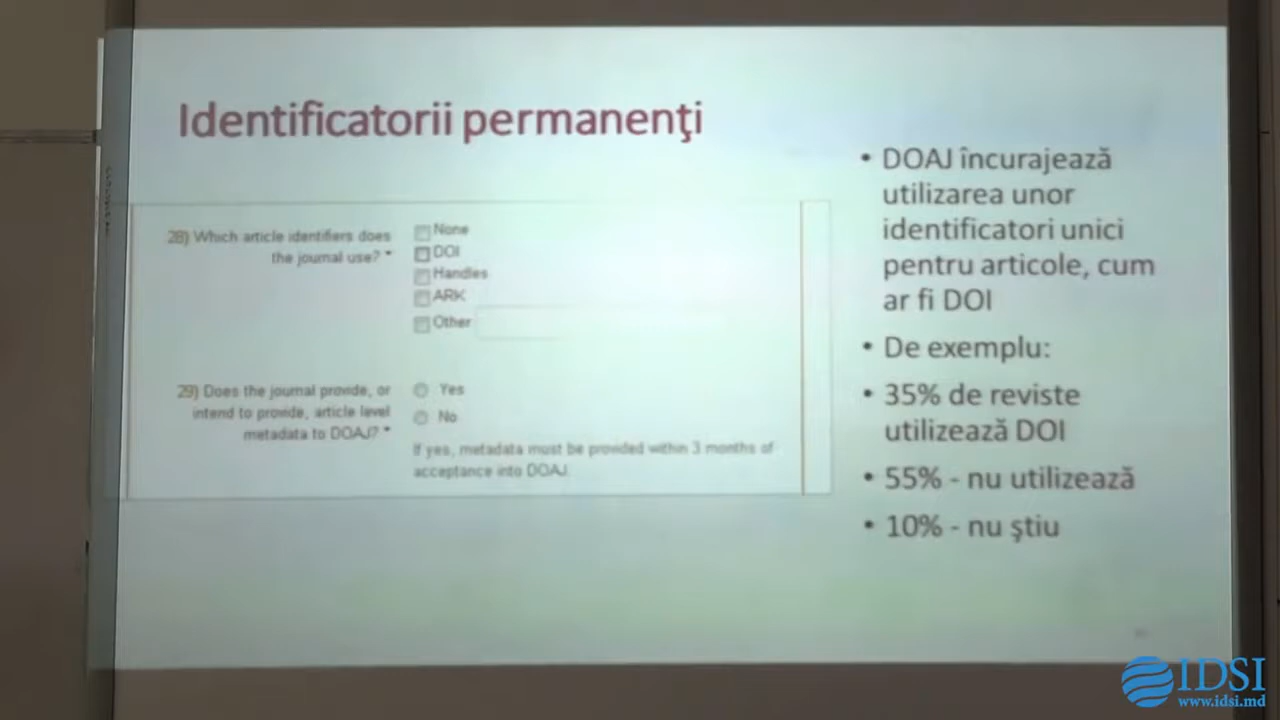 Identificatorii permanenţi
28) Which article identifiers does
the journal use? *
None
DOI
Handles
ARK
Other
29) Does the journal provide, or
intend to provide, article level
metadata to DOAJ? *
Yes
No
If yes, metadata must be provided within 3 months of
acceptance into DOAJ.
• DOAJ încurajează
utilizarea unor
identificatori unici
pentru articole, cum
ar fi DOI
• De exemplu:
• 35% de reviste
utilizează DOI
• 55% - nu utilizează
• 10% - nu ştiu
IDSI
www.idsi.md